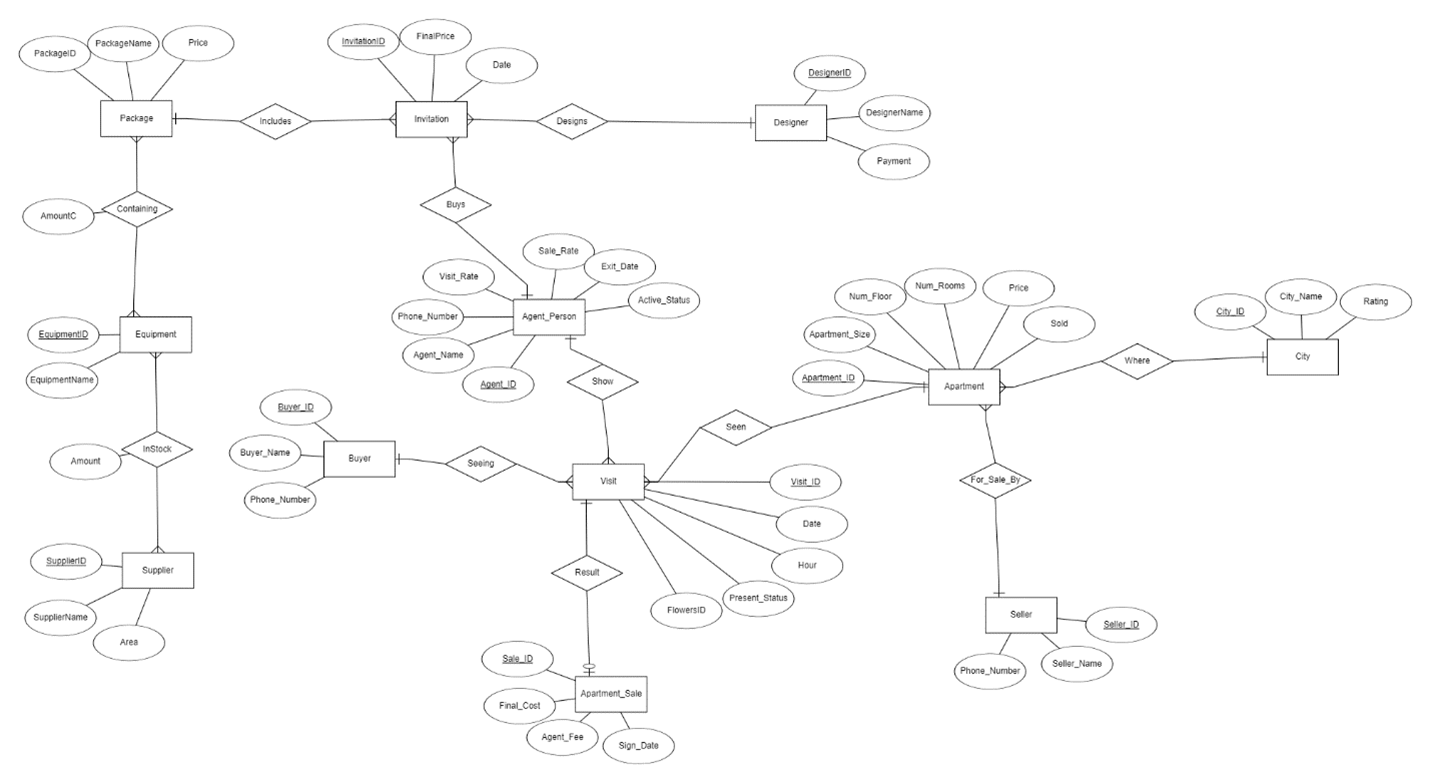 PackageID
PackageName
Price
InvitationID
FinalPrice
Date
DesignerID
DesignerName
Payment
Package
Includes
Invitation
Designs
Designer
AmountC
Containing
Buys
Sale_Rate
Exit_Date
Visit_Rate
Active_Status
Phone_Number
Agent_Person
Agent_Name
Agent_ID
Num_Floor
Num_Rooms
Price
Sold
Apartment_Size
Apartment_ID
Apartment
City_ID
City_Name
Rating
Where
City
EquipmentID
Equipment
EquipmentName
Show
Buyer_ID
Buyer_Name
Buyer
Phone_Number
Seeing
Seen
Amount
InStock
Visit
Visit_ID
Date
Hour
Present_Status
FlowersID
For_Sale_By
Result
SupplierID
Supplier
SupplierName
Area
Seller
Seller_ID
Seller_Name
Phone_Number
Sale_ID
Apartment_Sale
Final_Cost
Agent_Fee
Sign_Date